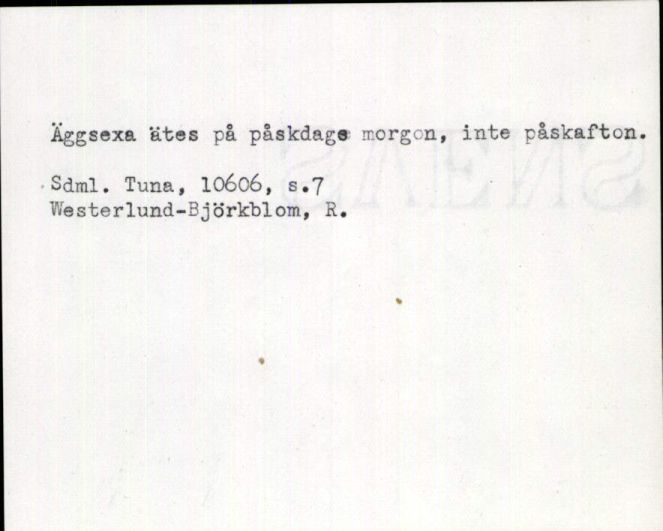 Äggsexa ätes på påskdage morgon, inte påskafton.
Sdml. Tuna, 10606, s.7
Westerlund-Björkblom, R.